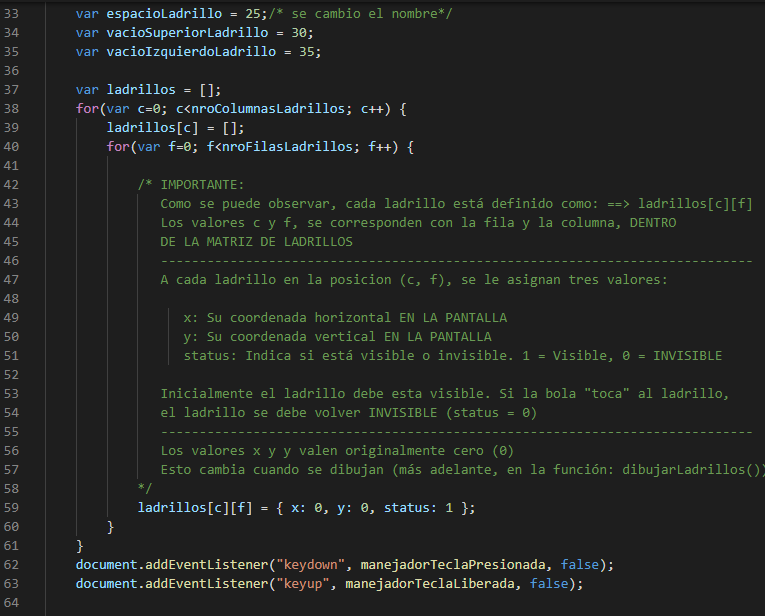 33 var espacioLadrillo = 25;/* se cambio el nombre*/
34 var vacioSuperiorLadrillo = 30;
35 var vacioIzquierdoLadrillo = 35;
36
37 var ladrillos = [];
38 for(var c=0; c<nroColumnasLadrillos; c++) {
39 ladrillos[c] = [];
40 for(var f=0; f<nroFilasLadrillos; f++) {
41
42 /* IMPORTANTE:
43 Como se puede observar, cada ladrillo está definido como: ==> ladrillos[c][f]
44 Los valores c y f, se corresponden con la fila y la columna, DENTRO
45 DE LA MATRIZ DE LADRILLOS
46 -----------------------------------------------------------------------------
47 A cada ladrillo en la posicion (c, f), se le asignan tres valores:
48
49 x: Su coordenada horizontal EN LA PANTALLA
50 y: Su coordenada vertical EN LA PANTALLA
51 status: Indica si está visible o invisible. 1 = Visible, 0 = INVISIBLE
52
53 Inicialmente el ladrillo debe esta visible. Si la bola "toca" al ladrillo,
54 el ladrillo se debe volver INVISIBLE (status = 0)
55 -----------------------------------------------------------------------------
56 Los valores x y y valen originalmente cero (0)
57 Esto cambia cuando se dibujan (más adelante, en la función: dibujarLadrillos())
58 */
59 ladrillos[c][f] = { x: 0, y: 0, status: 1 };
60 }
61 }
62 document.addEventListener("keydown", manejadorTeclaPresionada, false);
63 document.addEventListener("keyup", manejadorTeclaLiberada, false);
64